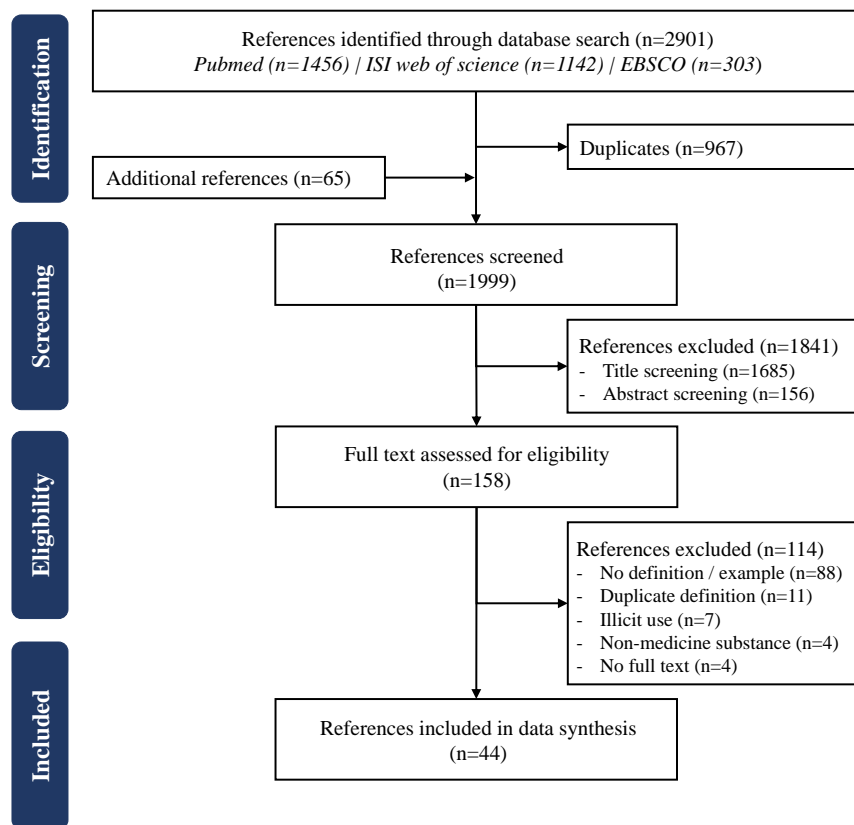 Identification
References identified through database search (n=2901)
Pubmed (n=1456) | ISI web of science (n=1142) | EBSCO (n=303)
Duplicates (n=967)
Additional references (n=65)
Screening
References screened
(n=1999)
References excluded (n=1841)
- Title screening (n=1685)
- Abstract screening (n=156)
Eligibility
Full text assessed for eligibility
(n=158)
References excluded (n=114)
- No definition / example (n=88)
- Duplicate definition (n=11)
- Illicit use (n=7)
- Non-medicine substance (n=4)
- No full text (n=4)
Included
References included in data synthesis
(n=44)